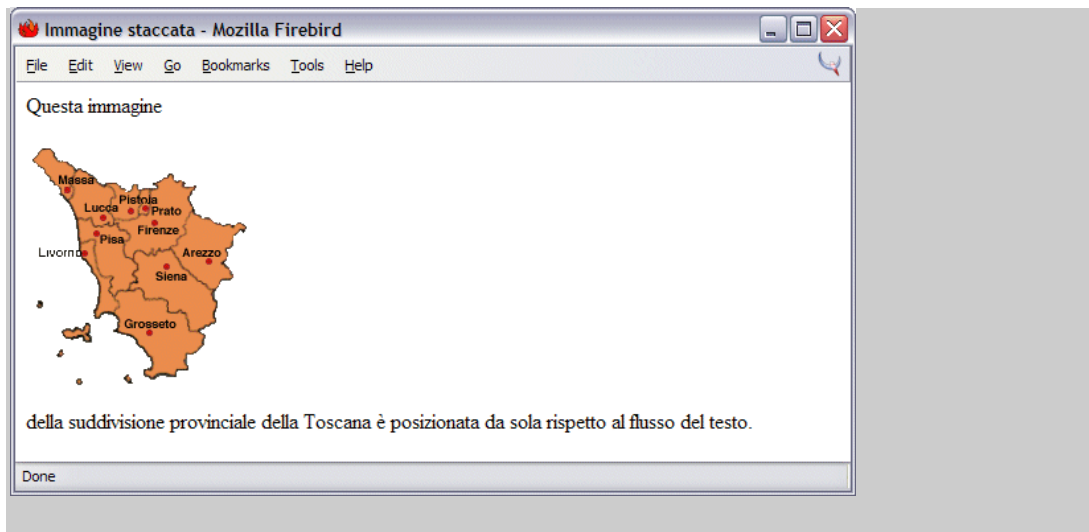 Immagine staccata - Mozilla Firebird
File Edit View Go Bookmarks Tools Help
Questa immagine
Massa
Pistoia
Lucca
Prato
Firenze
Pisa
Livorno
Arezzo
Siena
Grosseto
della suddivisione provinciale della Toscana è posizionata da sola rispetto al flusso del testo.
Done